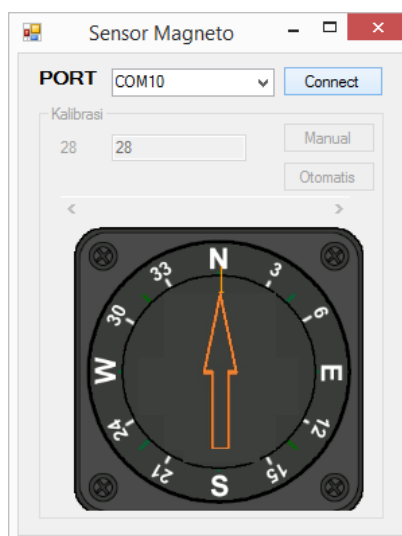 Sensor Magneto
PORT COM10 Connect
Kalibrasi
28 28 Manual
Otomatis
< >
N
33 3
30 6
W E
24 12
21 15
S